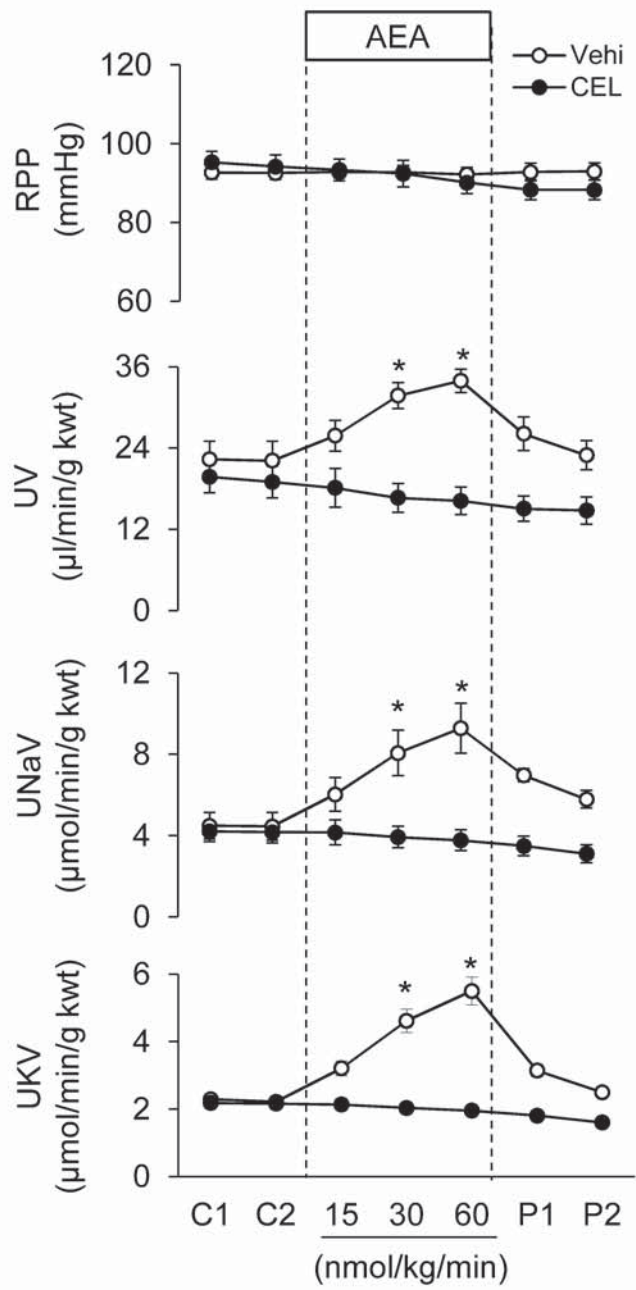 AEA
Vehi
CEL
RPP
(mmHg)
120
100
80
60
UV
(µl/min/g kwt)
36
24
12
0
* *
UNaV
(µmol/min/g kwt)
12
8
4
0
* *
UKV
(µmol/min/g kwt)
6
4
2
0
* *
C1 C2 15 30 60 P1 P2
(nmol/kg/min)